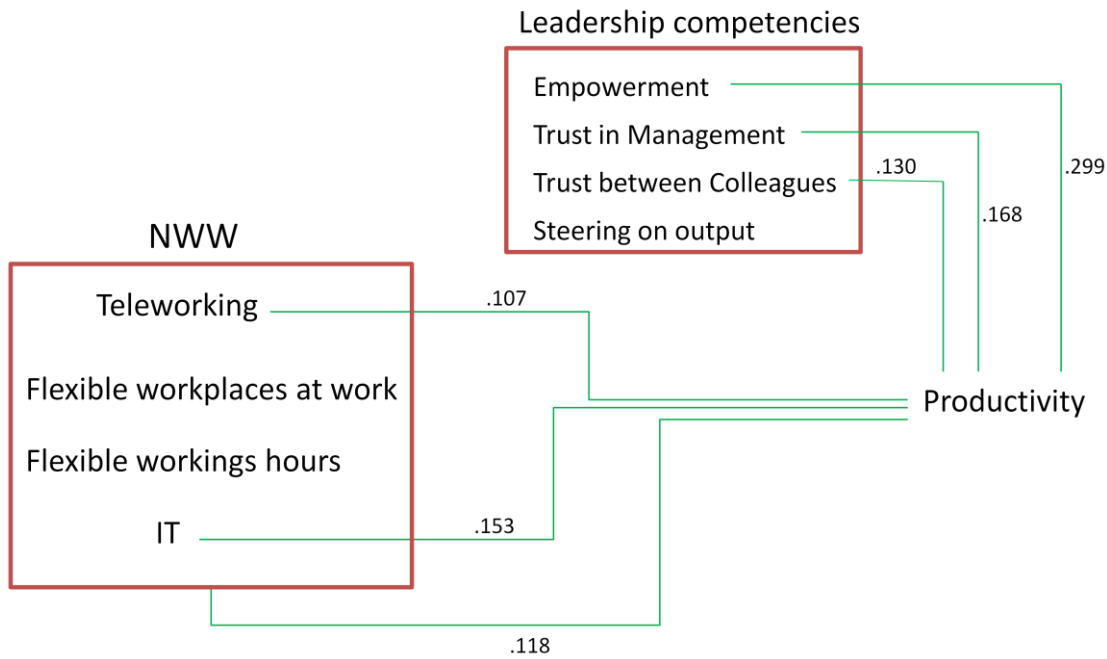 Leadership competencies
Empowerment
Trust in Management
Trust between Colleagues
Steering on output
.130
.168
.299
NWW
Teleworking
Flexible workplaces at work
Flexible workings hours
IT
.107
.153
.118
Productivity